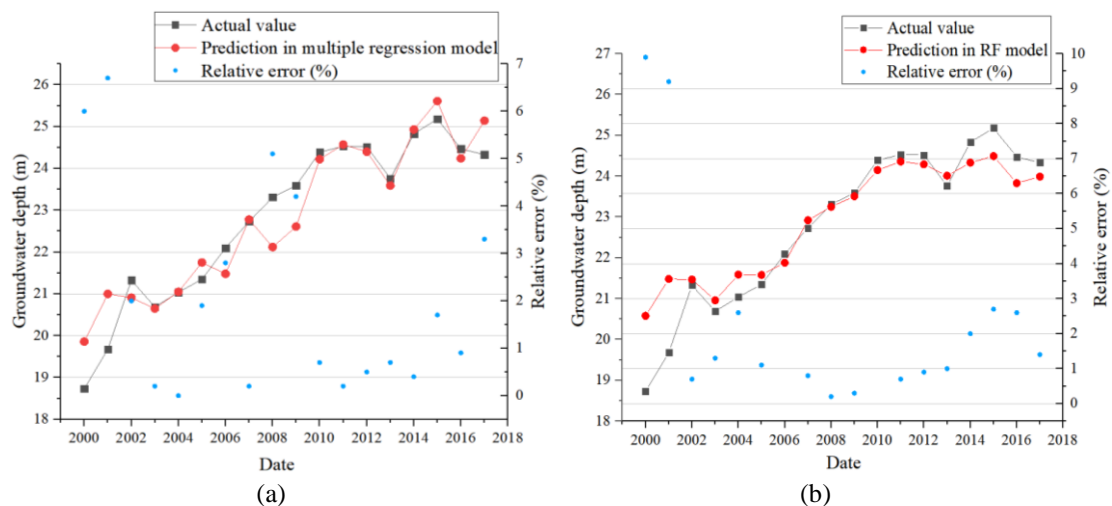 Actual value
Prediction in multiple regression model
Relative error (%)
Groundwater depth (m)
26
25
24
23
22
21
20
19
18
7
6
5
4
3
2
1
0
Relative error (%)
2000 2002 2004 2006 2008 2010 2012 2014 2016 2018
Date
(a)
Actual value
Prediction in RF model
Relative error (%)
Groundwater depth (m)
27
26
25
24
23
22
21
20
19
18
10
9
8
7
6
5
4
3
2
1
0
Relative error (%)
2000 2002 2004 2006 2008 2010 2012 2014 2016 2018
Date
(b)